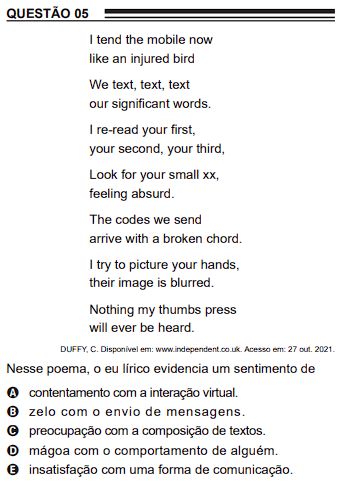 QUESTÃO 05
I tend the mobile now
like an injured bird
We text, text, text
our significant words.
I re-read your first,
your second, your third,
Look for your small xx,
feeling absurd.
The codes we send
arrive with a broken chord.
I try to picture your hands,
their image is blurred.
Nothing my thumbs press
will ever be heard.
DUFFY, C. Disponível em: www.independent.co.uk. Acesso em: 27 out. 2021.
Nesse poema, o eu lírico evidencia um sentimento de
A contentamento com a interação virtual.
B zelo com o envio de mensagens.
C preocupação com a composição de textos.
D mágoa com o comportamento de alguém.
E insatisfação com uma forma de comunicação.